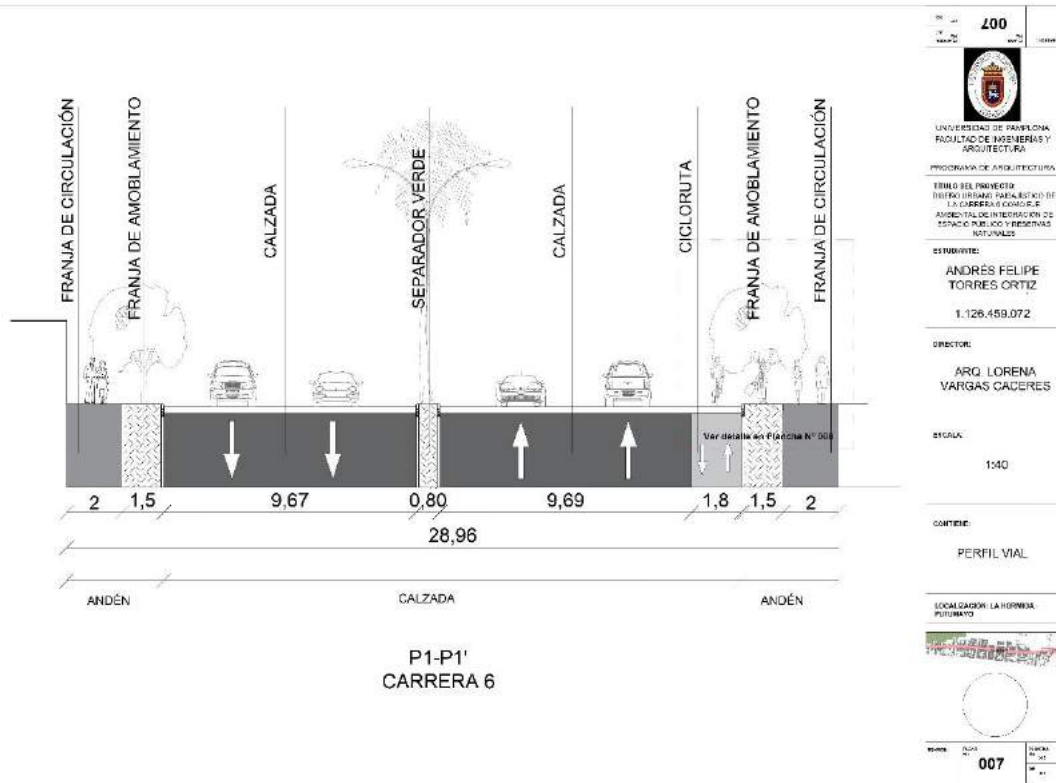 FRANJA DE CIRCULACIÓN
FRANJA DE AMOBLAMIENTO
CALZADA
SEPARADOR VERDE
CALZADA
CICLORUTA
FRANJA DE AMOBLAMIENTO
FRANJA DE CIRCULACIÓN
Ver detalle en Plancha N° 008
2
1,5
9,67
0,80
9,69
1,8
1,5
2
28,96
ANDÉN
CALZADA
ANDÉN
P1-P1'
CARRERA 6
007
UNIVERSIDAD DE PAMPLONA
FACULTAD DE INGENIERÍAS Y
ARQUITECTURA
PROGRAMA DE ARQUITECTURA
TÍTULO DEL PROYECTO:
DISEÑO URBANO PAISAJÍSTICO DE
LA CARRERA 6 COMO EJE
AMBIENTAL DE INTEGRACIÓN DE
ESPACIO PÚBLICO Y RESERVAS
NATURALES
ESTUDIANTE:
ANDRÉS FELIPE
TORRES ORTIZ
1.126.459.072
DIRECTOR:
ARQ. LORENA
VARGAS CACERES
ESCALA:
1:40
CONTIENE:
PERFIL VIAL
LOCALIZACIÓN: LA HORMIGA,
PUTUMAYO
007